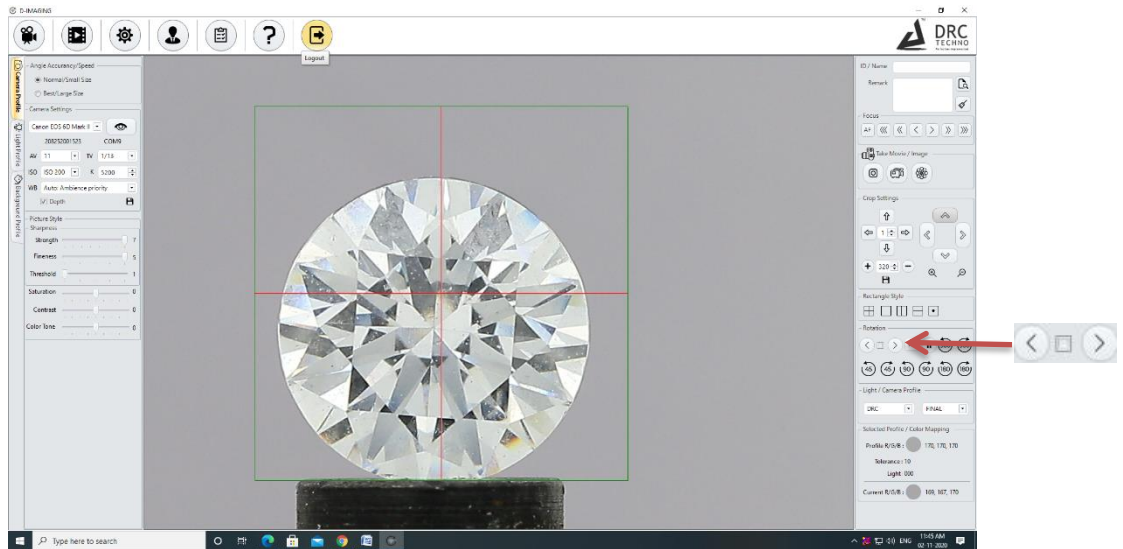 D-IMAGING
DRC
TECHNO
Logout
Camera Profile
Light Profile
Background Profile
Angle Accurancy/Speed
Normal/Small Size
Best/Large Size
Camera Settings
Canon EOS 6D Mark II
208252001525 COM9
AV 11 TV 1/13
ISO ISO 200 K 5200
WB Auto: Ambience priority
Depth
Picture Style
Sharpness
Strength 7
Fineness 5
Threshold 1
Saturation 0
Contrast 0
Color Tone 0
ID / Name
Remark
Focus
AF
Take Movie / Image
Crop Settings
1
320
Rectangle Style
Rotation
45 45 90 90 180 180
Light / Camera Profile
DRC FINAL
Selected Profile / Color Mapping
Profile R/G/B : 170, 170, 170
Tolerance : 10
Light 000
Current R/G/B : 169, 167, 170
Type here to search
ENG
11:45 AM
02-11-2020